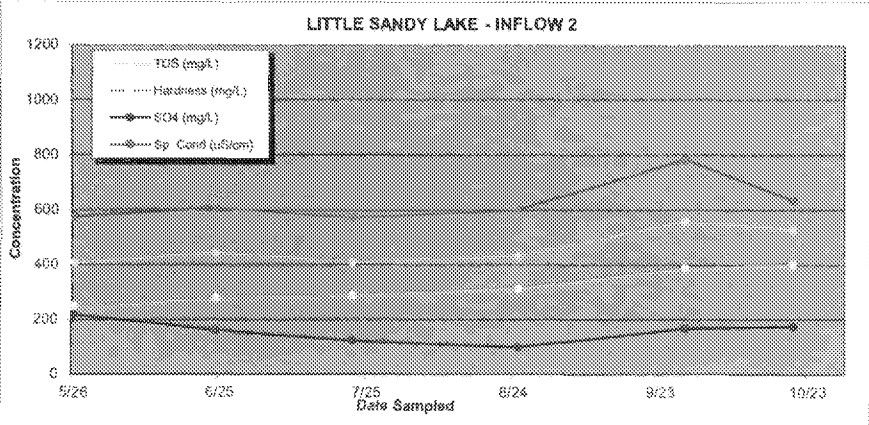 LITTLE SANDY LAKE - INFLOW 2
1200
1000
800
600
400
200
0
Concentration
TDS (mg/L)
Hardness (mg/L)
SO4 (mg/L)
Sp. Cond (uS/cm)
5/26 6/25 7/25 8/24 9/23 10/23
Date Sampled